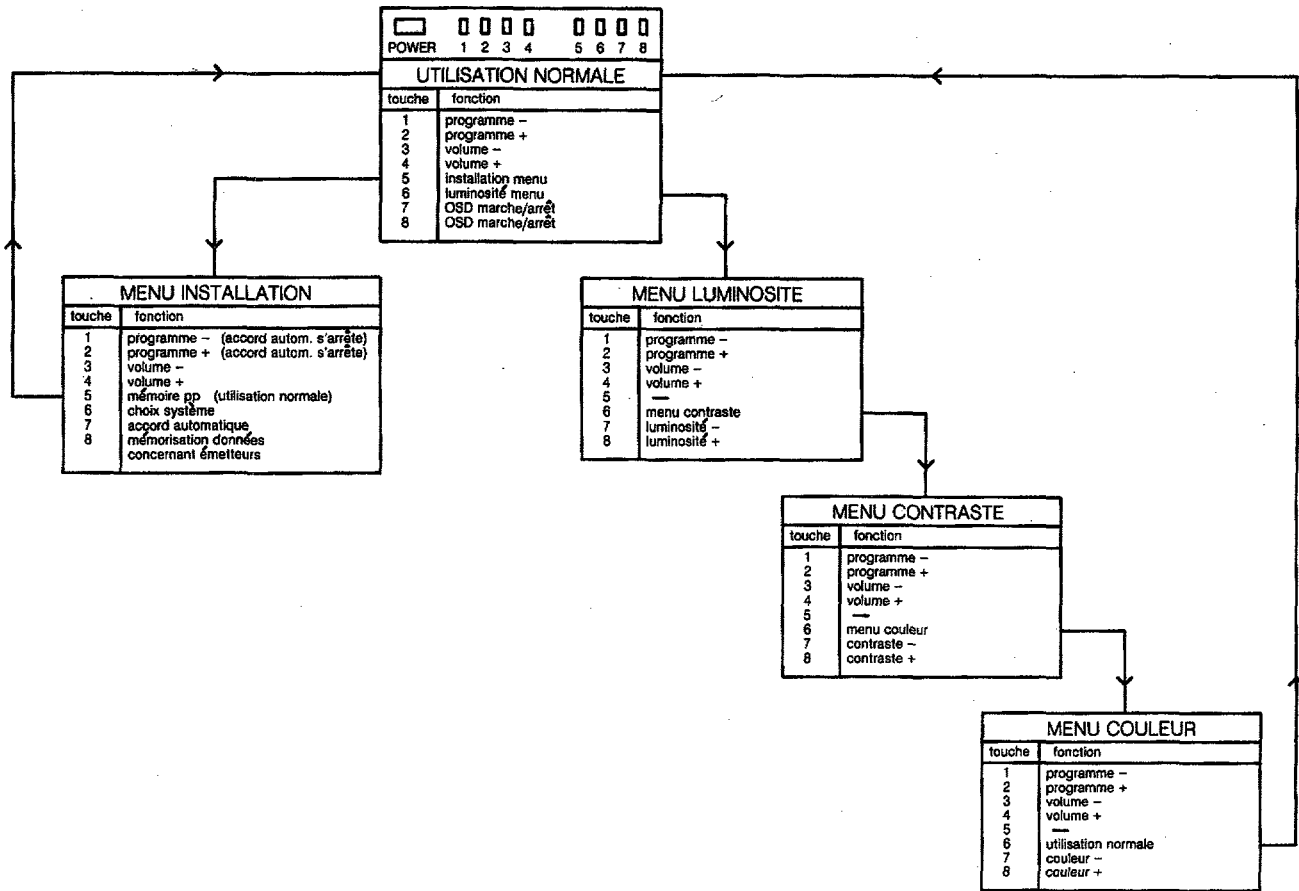 POWER 1 2 3 4 5 6 7 8
UTILISATION NORMALE
touche fonction
1 programme –
2 programme +
3 volume –
4 volume +
5 installation menu
6 luminosité menu
7 OSD marche/arrêt
8 OSD marche/arrêt
MENU INSTALLATION
touche fonction
1 programme – (accord autom. s'arrête)
2 programme + (accord autom. s'arrête)
3 volume –
4 volume +
5 mémoire pp (utilisation normale)
6 choix système
7 accord automatique
8 mémorisation données
concernant émetteurs
MENU LUMINOSITE
touche fonction
1 programme –
2 programme +
3 volume –
4 volume +
5 —
6 menu contraste
7 luminosité –
8 luminosité +
MENU CONTRASTE
touche fonction
1 programme –
2 programme +
3 volume –
4 volume +
5 —
6 menu couleur
7 contraste –
8 contraste +
MENU COULEUR
touche fonction
1 programme –
2 programme +
3 volume –
4 volume +
5 —
6 utilisation normale
7 couleur –
8 couleur +